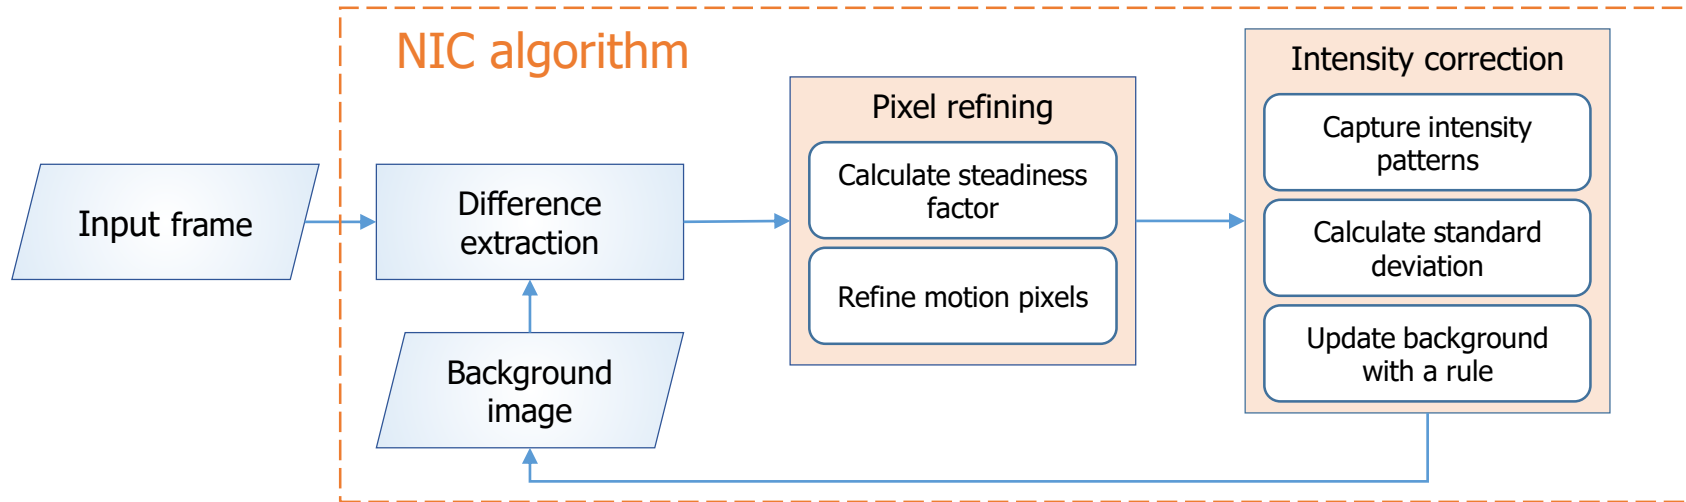 NIC algorithm
Input frame
Difference
extraction
Background
image
Pixel refining
Calculate steadiness
factor
Refine motion pixels
Intensity correction
Capture intensity
patterns
Calculate standard
deviation
Update background
with a rule